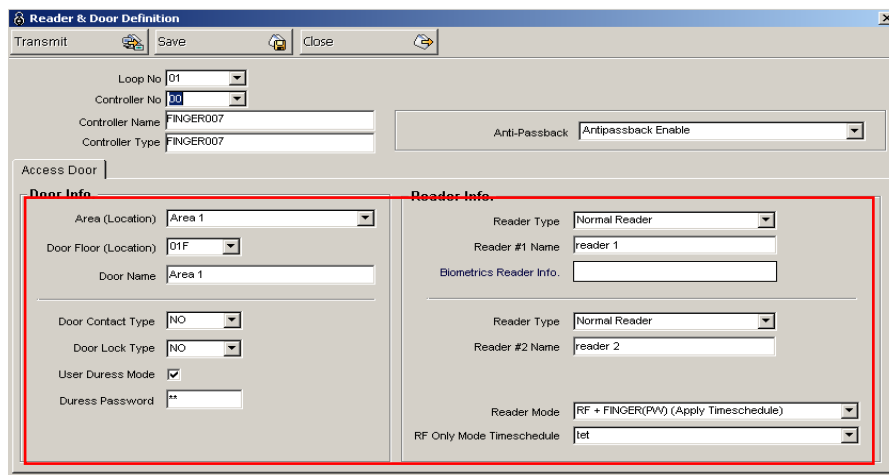 Reader & Door Definition
Transmit Save Close
Loop No 01
Controller No 00
Controller Name FINGER007
Controller Type FINGER007
Anti-Passback Antipassback Enable
Access Door
Door Info.
Area (Location) Area 1
Door Floor (Location) 01F
Door Name Area 1
Door Contact Type NO
Door Lock Type NO
User Duress Mode
Duress Password **
Reader Info.
Reader Type Normal Reader
Reader #1 Name reader 1
Biometrics Reader Info.
Reader Type Normal Reader
Reader #2 Name reader 2
Reader Mode RF + FINGER(PW) (Apply Timeschedule)
RF Only Mode Timeschedule tet